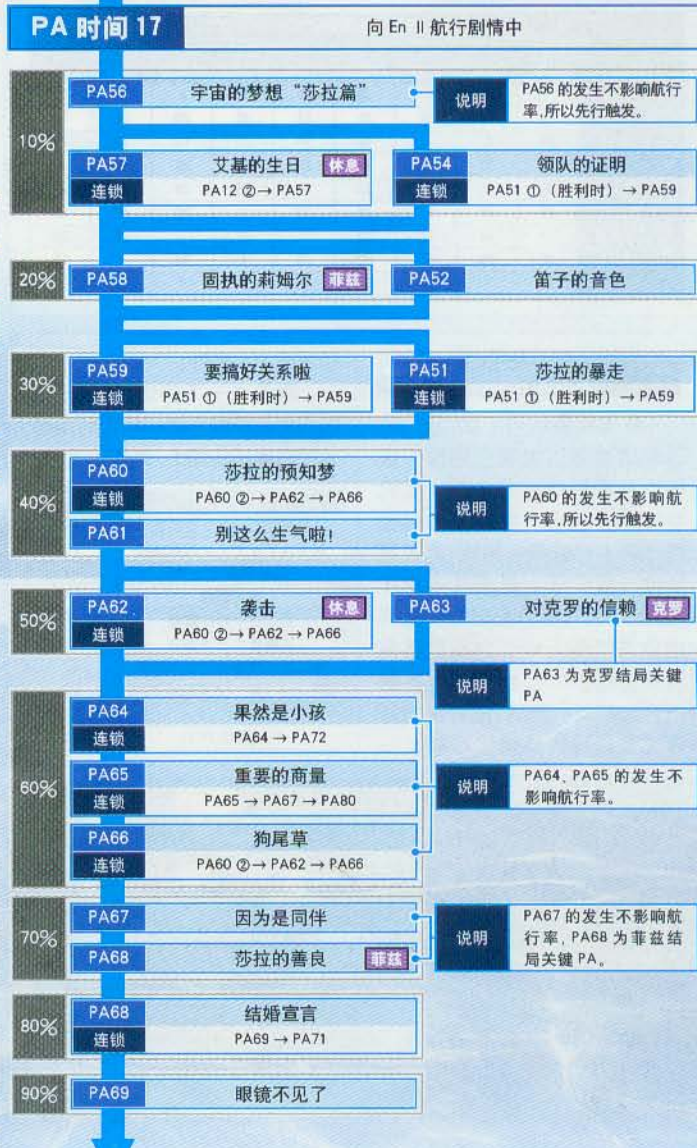 PA 时间 17
向 En II 航行剧情中
10%
PA56
宇宙的梦想“莎拉篇”
说明
PA56 的发生不影响航行
率,所以先行触发。
PA57
艾基的生日
休息
连锁
PA12 ②→ PA57
PA54
领队的证明
连锁
PA51 ①（胜利时）→ PA59
20%
PA58
固执的莉姆尔
菲兹
PA52
笛子的音色
30%
PA59
要搞好关系啦
连锁
PA51 ①（胜利时）→ PA59
PA51
莎拉的暴走
连锁
PA51 ①（胜利时）→ PA59
40%
PA60
莎拉的预知梦
连锁
PA60 ②→ PA62 → PA66
PA61
别这么生气啦!
说明
PA60 的发生不影响航
行率,所以先行触发。
50%
PA62
袭击
休息
连锁
PA60 ②→ PA62 → PA66
PA63
对克罗的信赖
克罗
说明
PA63 为克罗结局关键
PA
60%
PA64
果然是小孩
连锁
PA64 → PA72
PA65
重要的商量
连锁
PA65 → PA67 → PA80
PA66
狗尾草
连锁
PA60 ②→ PA62 → PA66
说明
PA64、PA65 的发生不
影响航行率。
70%
PA67
因为是同伴
PA68
莎拉的善良
菲兹
说明
PA67 的发生不影响航
行率, PA68 为菲兹结
局关键 PA。
80%
PA68
结婚宣言
连锁
PA69 → PA71
90%
PA69
眼镜不见了